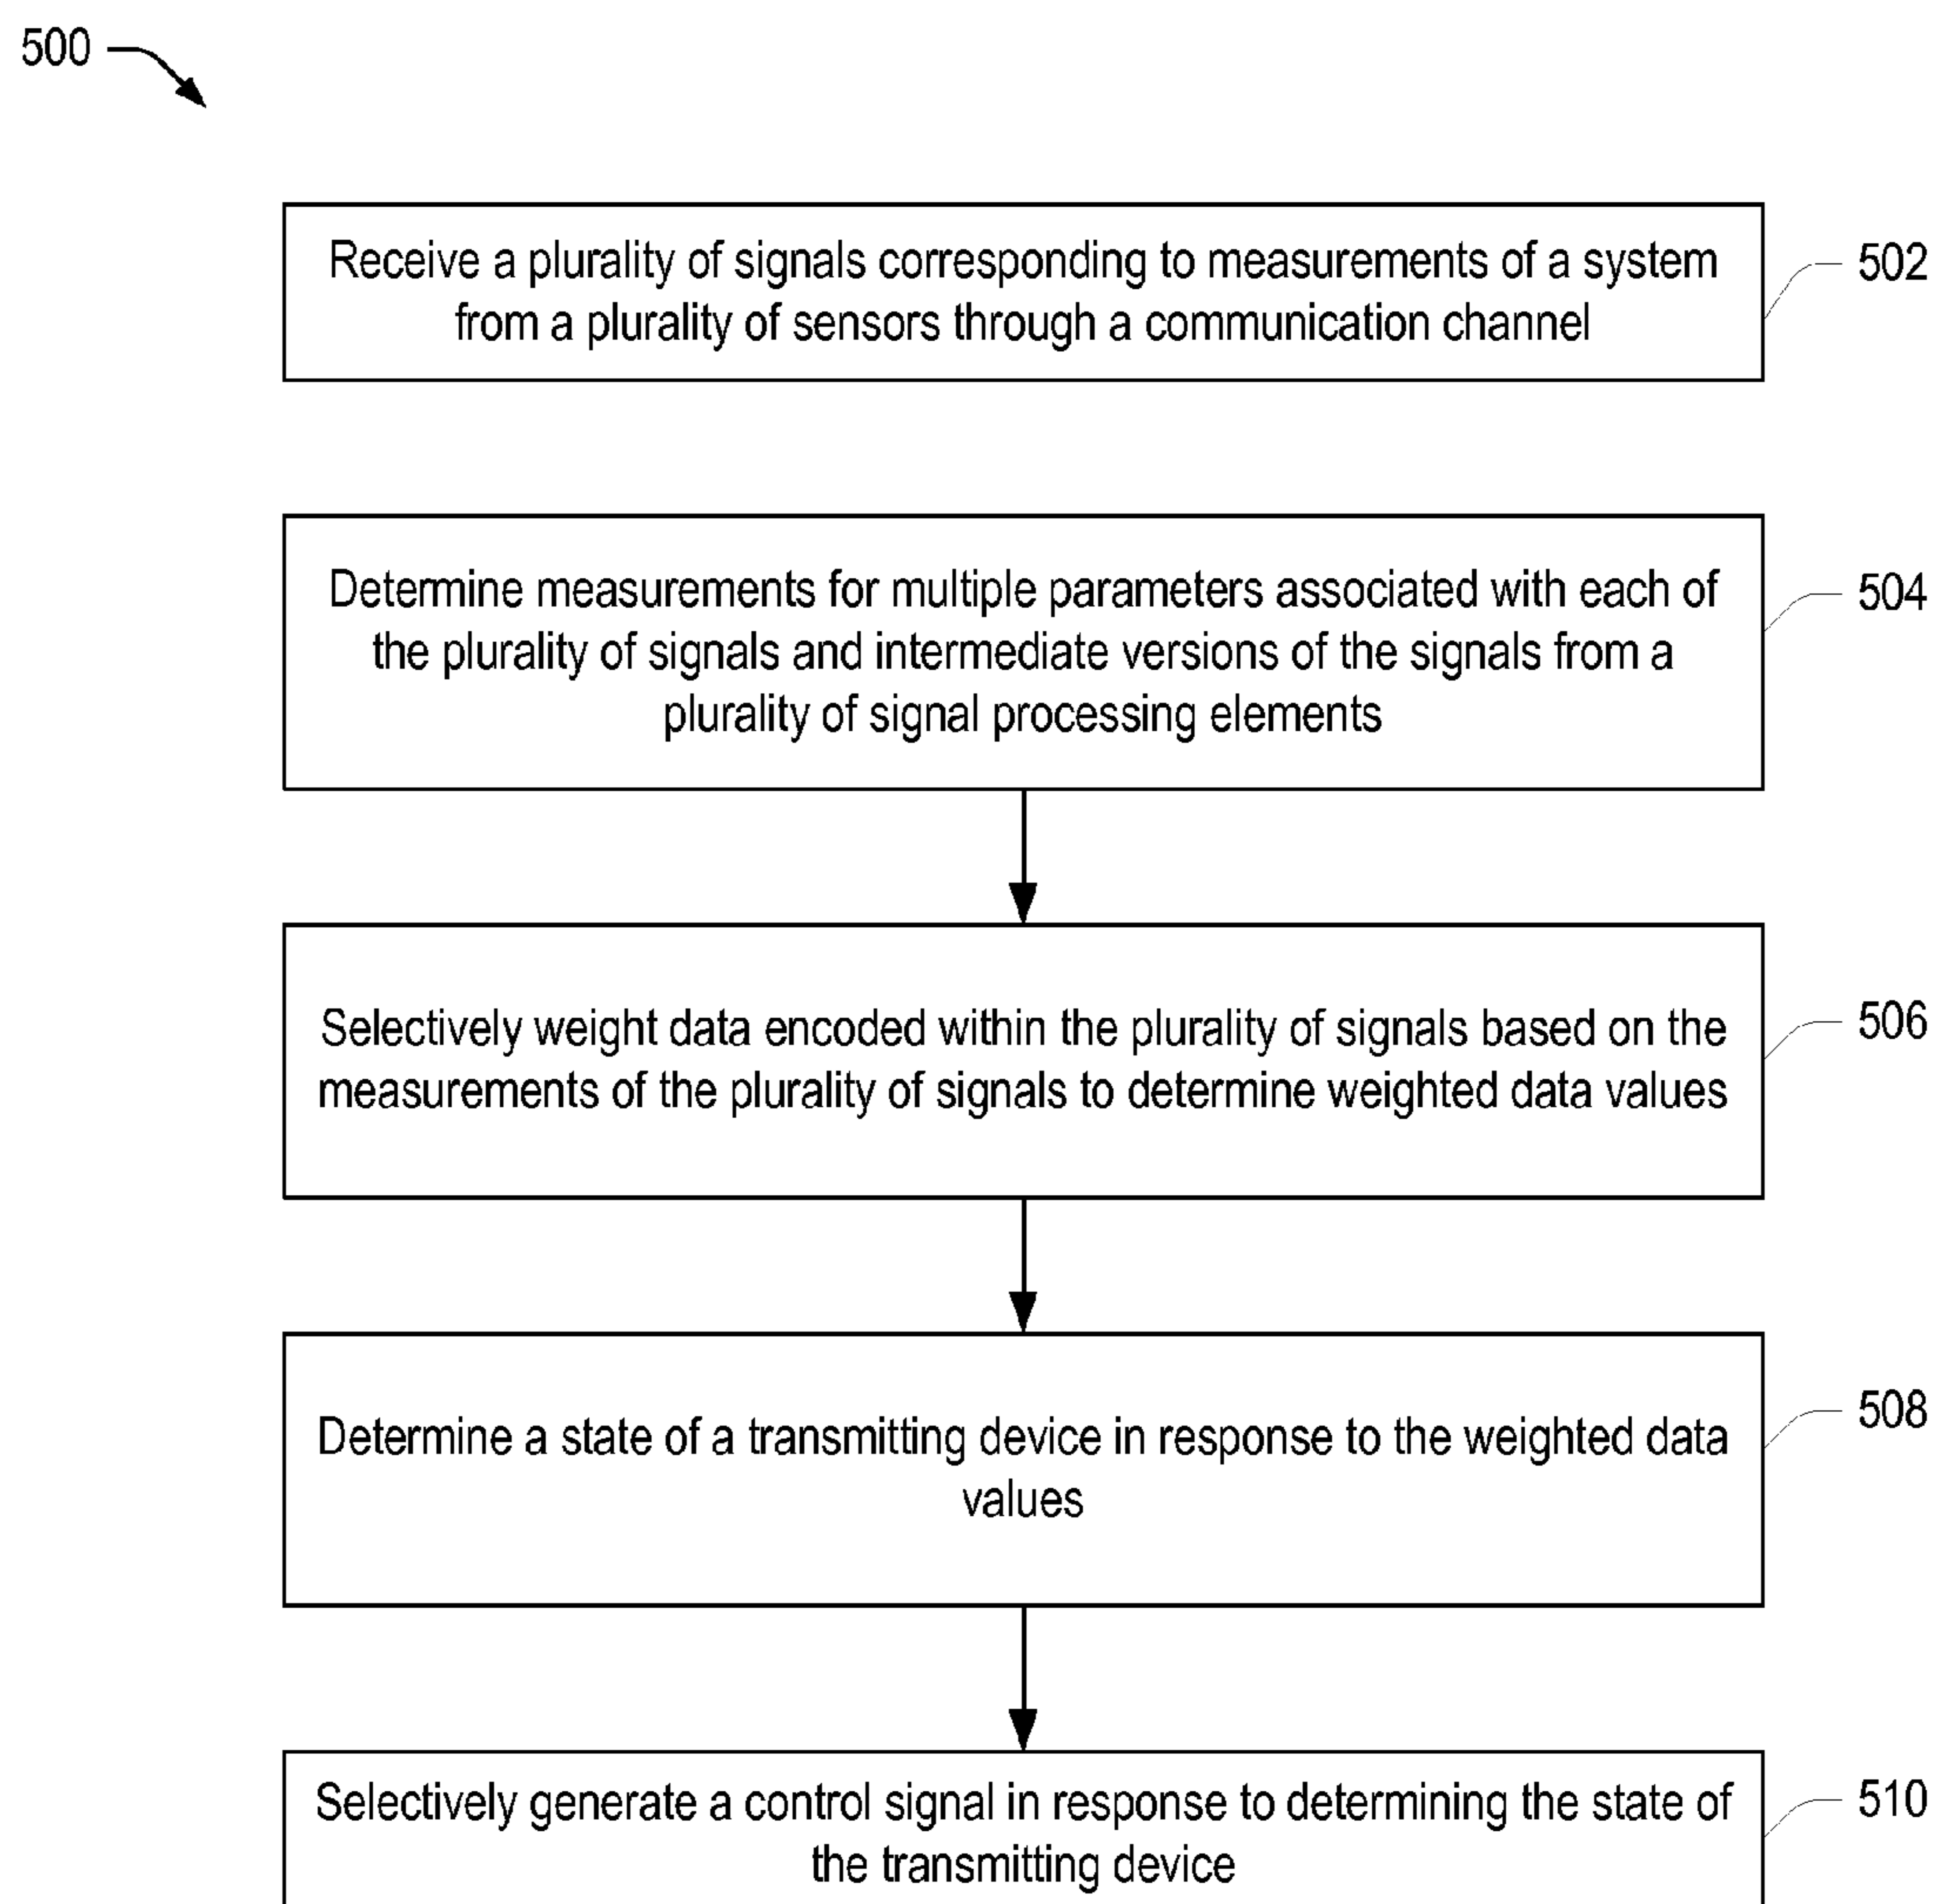 500
Receive a plurality of signals corresponding to measurements of a system
from a plurality of sensors through a communication channel
502
Determine measurements for multiple parameters associated with each of
the plurality of signals and intermediate versions of the signals from a
plurality of signal processing elements
504
Selectively weight data encoded within the plurality of signals based on the
measurements of the plurality of signals to determine weighted data values
506
Determine a state of a transmitting device in response to the weighted data
values
508
Selectively generate a control signal in response to determining the state of
the transmitting device
510